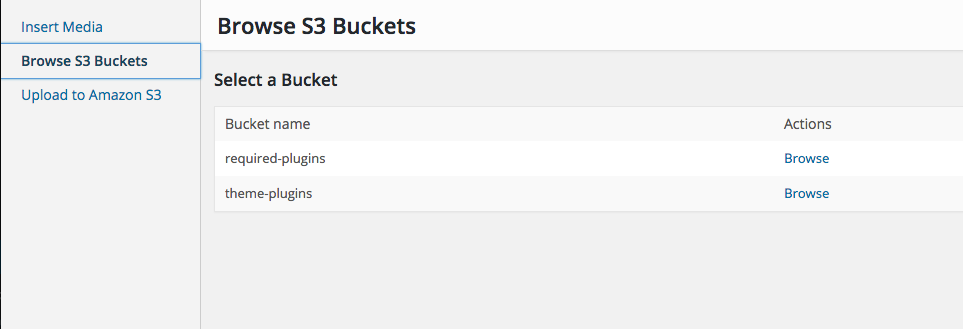 Insert Media
Browse S3 Buckets
Upload to Amazon S3
Browse S3 Buckets
Select a Bucket
Bucket name Actions
required-plugins Browse
theme-plugins Browse